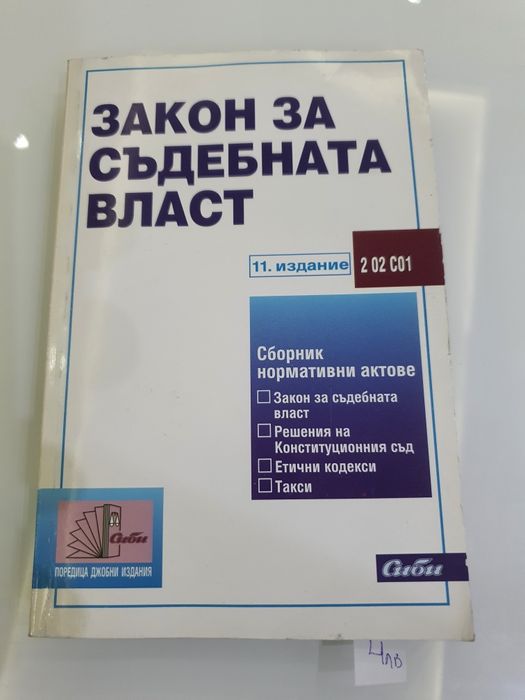 ЗАКОН ЗА
СЪДЕБНАТА
ВЛАСТ
11. издание
2 02 C01
Сборник
нормативни актове
Закон за съдебната
власт
Решения на
Конституционния съд
Етични кодекси
Такси
Сиби
ПОРЕДИЦА ДЖОБНИ ИЗДАНИЯ
Сиби
4лв